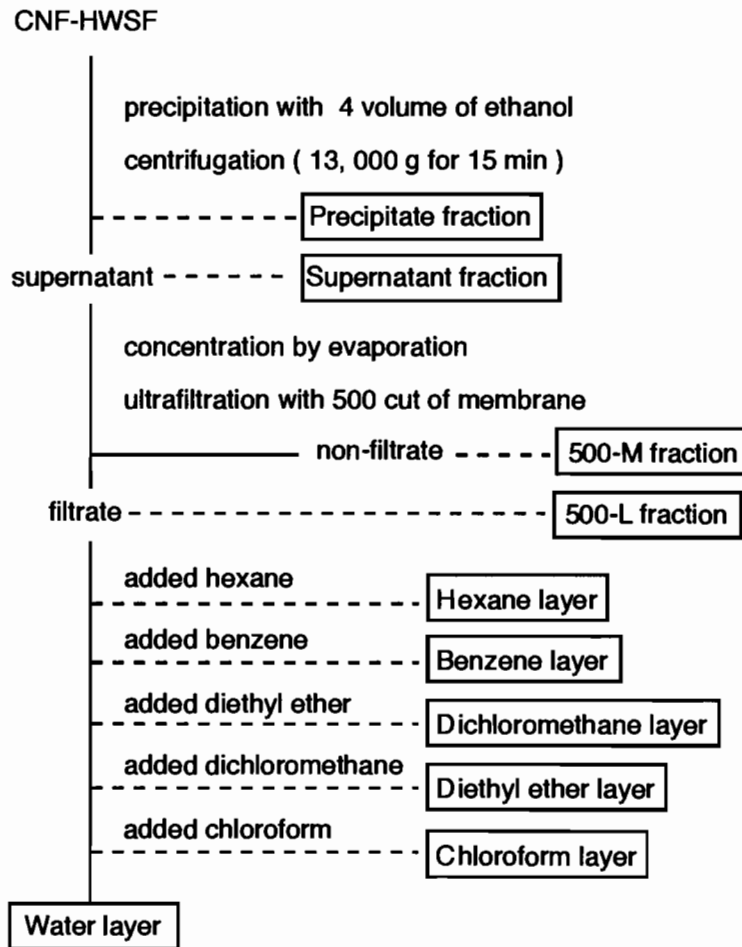 CNF-HWSF
precipitation with 4 volume of ethanol
centrifugation ( 13, 000 g for 15 min )
Precipitate fraction
supernatant
Supernatant fraction
concentration by evaporation
ultrafiltration with 500 cut of membrane
non-filtrate
500-M fraction
filtrate
500-L fraction
added hexane
Hexane layer
added benzene
Benzene layer
added diethyl ether
Dichloromethane layer
added dichloromethane
Diethyl ether layer
added chloroform
Chloroform layer
Water layer